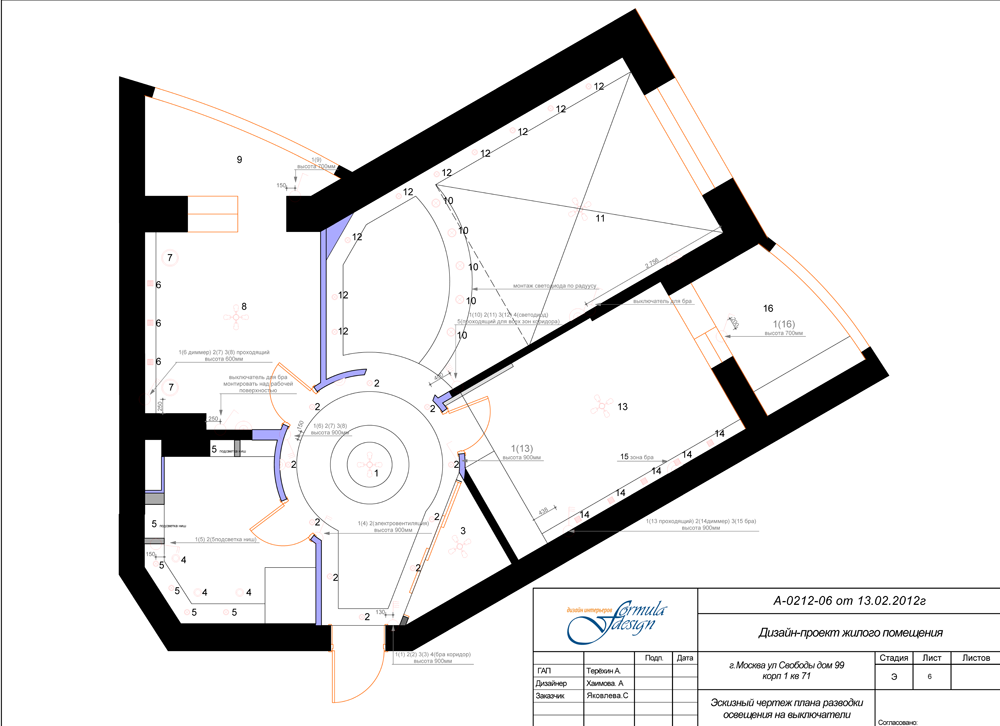 9
1(9)
высота 700мм
150
12
12
12
12
12
12
10
10
10
10
10
11
12
12
12
2 756
7
6
8
6
6
7
монтаж светодиода по радуусу
выключатель для бра
1(10) 2(11) 3(12) 4(светодиод)
5(проходящий для всех зон коридора)
16
1(16)
высота 700мм
200
1(6 диммер) 2(7) 3(8) проходящий
высота 600мм
выключатель для бра
монтировать над рабочей
поверхностью
250
250
150
1(6) 2(7) 3(8)
высота 900мм
2
2
2
2
2
2
2
2
2
2
1
13
1(13)
высота 900мм
14
14
14
14
14
14
15 зона бра
438
1(13 проходящий) 2(14диммер) 3(15 бра)
высота 900мм
5 подсветка ниш
5 подсветка ниш
1(5) 2(5подсветка ниш)
1(4) 2(электровентиляция)
высота 900мм
3
150
5
4
5
4
4
5
5
130
1(1) 2(2) 3(3) 4(бра коридор)
высота 900мм
дизайн интерьеров
formula
design
А-0212-06 от 13.02.2012г
Дизайн-проект жилого помещения
Подп.
Дата
ГАП
Терёхин А.
Дизайнер
Хаимова. А
Заказчик
Яковлева.С
г.Москва ул Свободы дом 99
корп 1 кв 71
Стадия
Лист
Листов
Э
6
Эскизный чертеж плана разводки
освещения на выключатели
Согласовано: